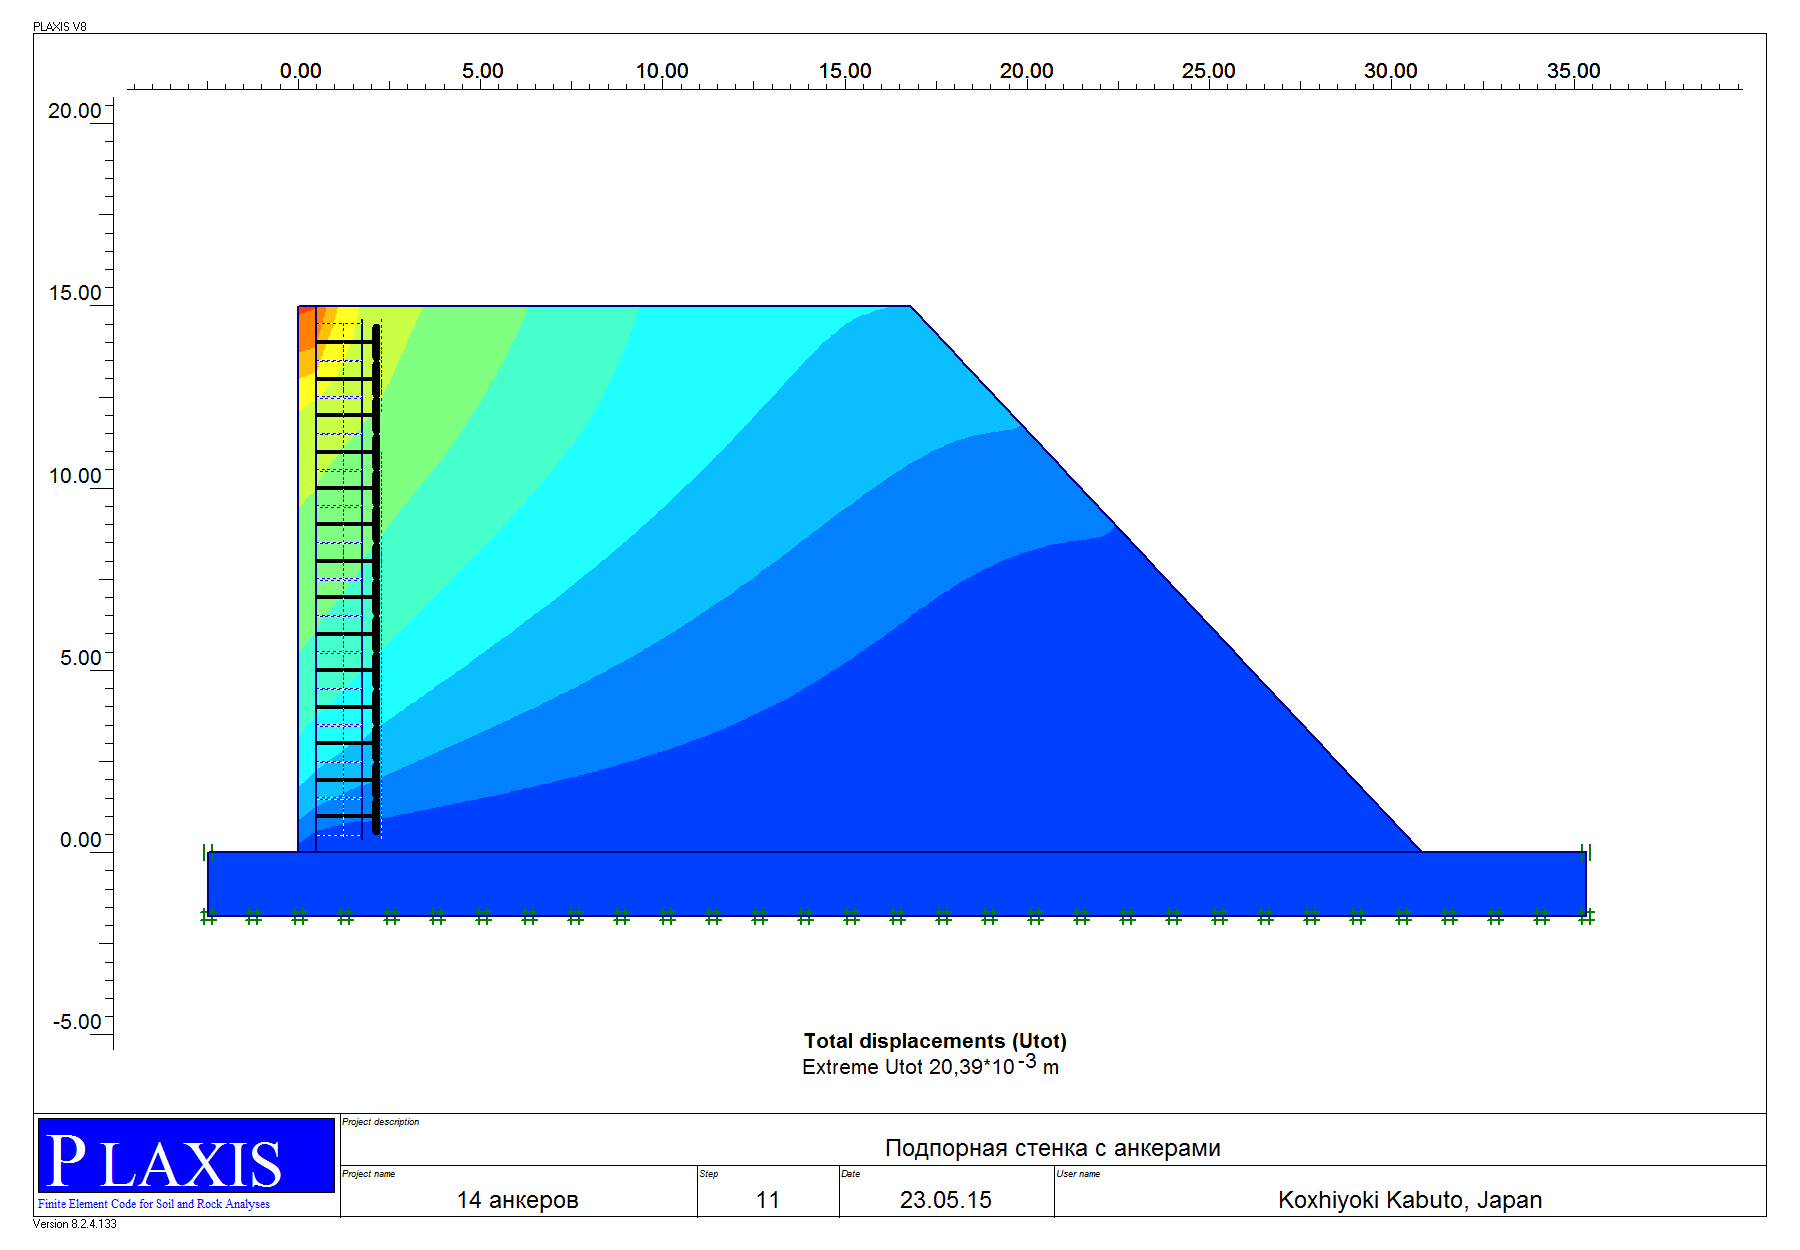 PLAXIS V8
0.00 5.00 10.00 15.00 20.00 25.00 30.00 35.00
20.00
15.00
10.00
5.00
0.00
-5.00
Total displacements (Utot)
Extreme Utot 20,39*10-3 m
PLAXIS
Finite Element Code for Soil and Rock Analyses
Version 8.2.4.133
Project description
Подпорная стенка с анкерами
Project name
14 анкеров
Step
11
Date
23.05.15
User name
Koxhiyoki Kabuto, Japan